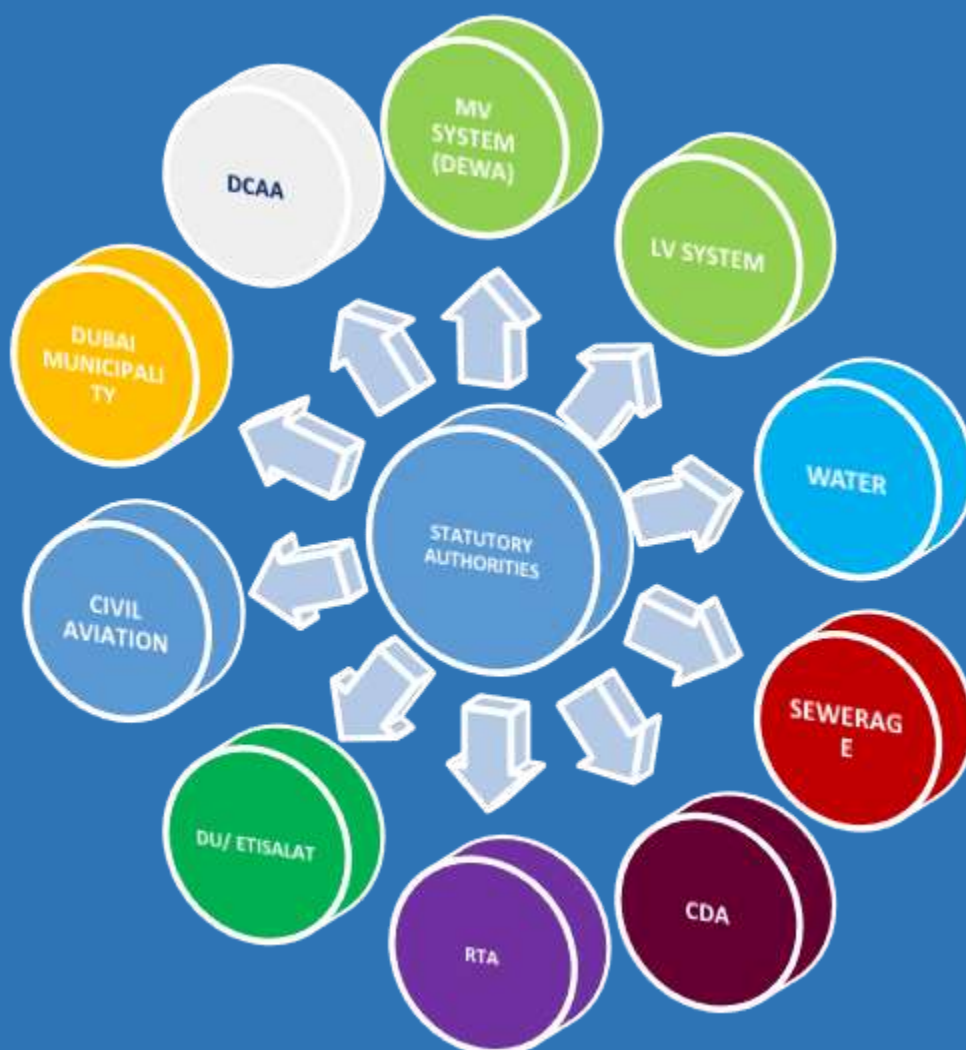 MV
SYSTEM
(DEWA)
DCAA
LV SYSTEM
DUBAI
MUNICIPALI
TY
WATER
STATUTORY
AUTHORITIES
CIVIL
AVIATION
SEWERAG
E
DU/ ETISALAT
CDA
RTA